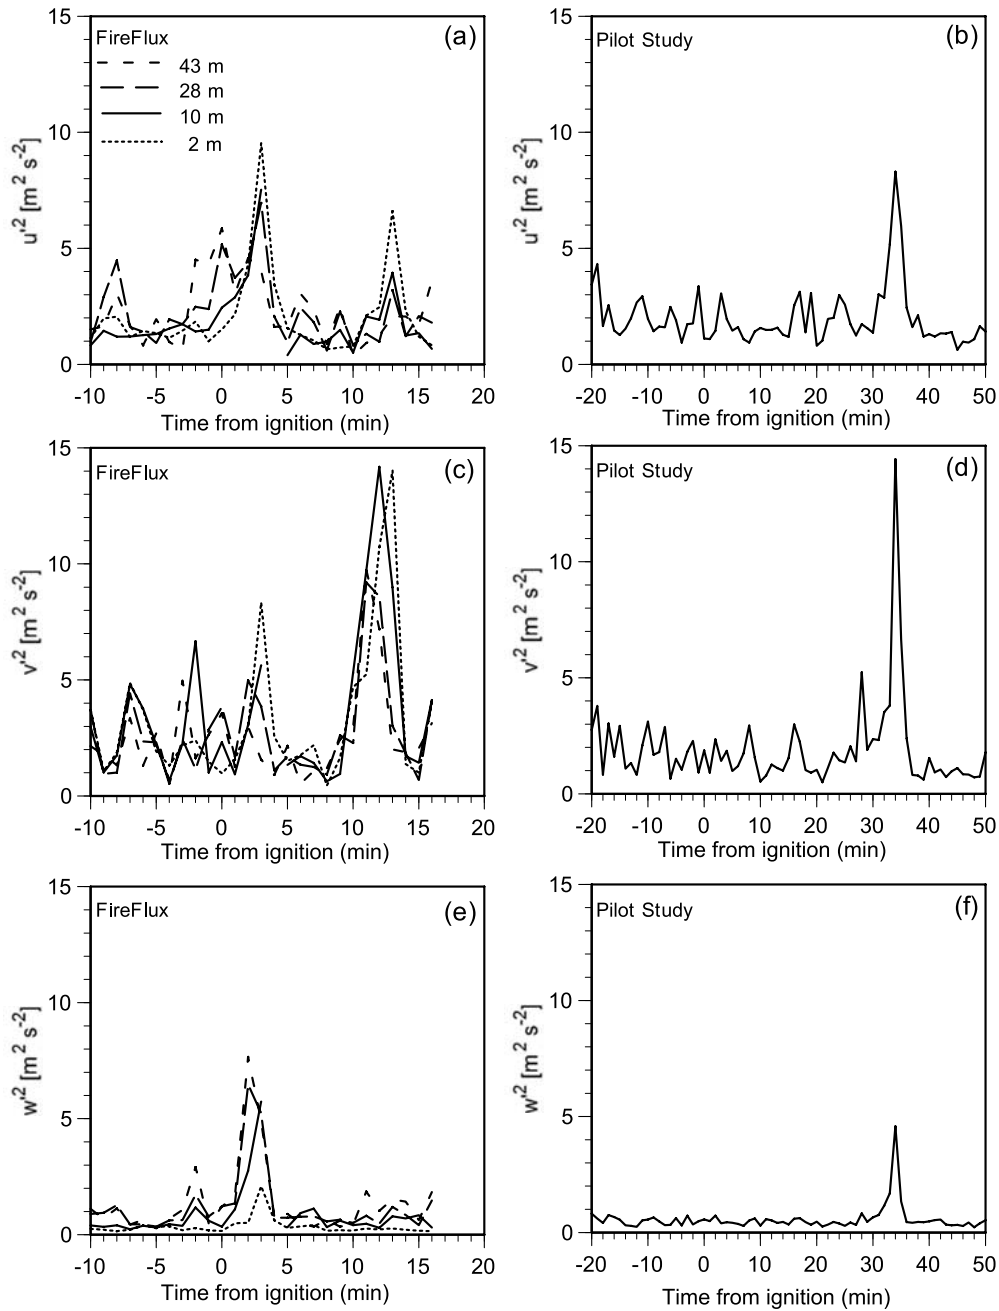 15
FireFlux
(a)
43 m
28 m
10 m
2 m
10
5
0
u'² [m² s⁻²]
-10 -5 0 5 10 15 20
Time from ignition (min)
15
Pilot Study
(b)
10
5
0
u'² [m² s⁻²]
-20 -10 0 10 20 30 40 50
Time from ignition (min)
15
FireFlux
(c)
10
5
0
v'² [m² s⁻²]
-10 -5 0 5 10 15 20
Time from ignition (min)
15
Pilot Study
(d)
10
5
0
v'² [m² s⁻²]
-20 -10 0 10 20 30 40 50
Time from ignition (min)
15
FireFlux
(e)
10
5
0
w'² [m² s⁻²]
-10 -5 0 5 10 15 20
Time from ignition (min)
15
Pilot Study
(f)
10
5
0
w'² [m² s⁻²]
-20 -10 0 10 20 30 40 50
Time from ignition (min)